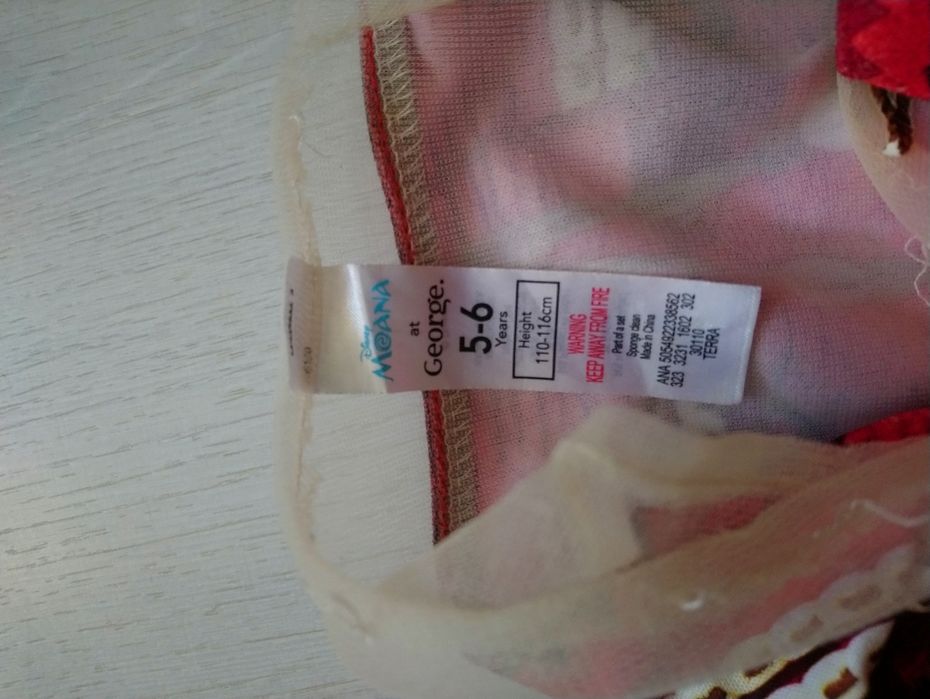 Disney
MOANA
at
George.
5-6
Years
Height
110-116cm
WARNING
KEEP AWAY FROM FIRE
Part of a set
Sponge clean
Made in China
ANA 5054922338562
323 3231 1602 302
30110
TERRA